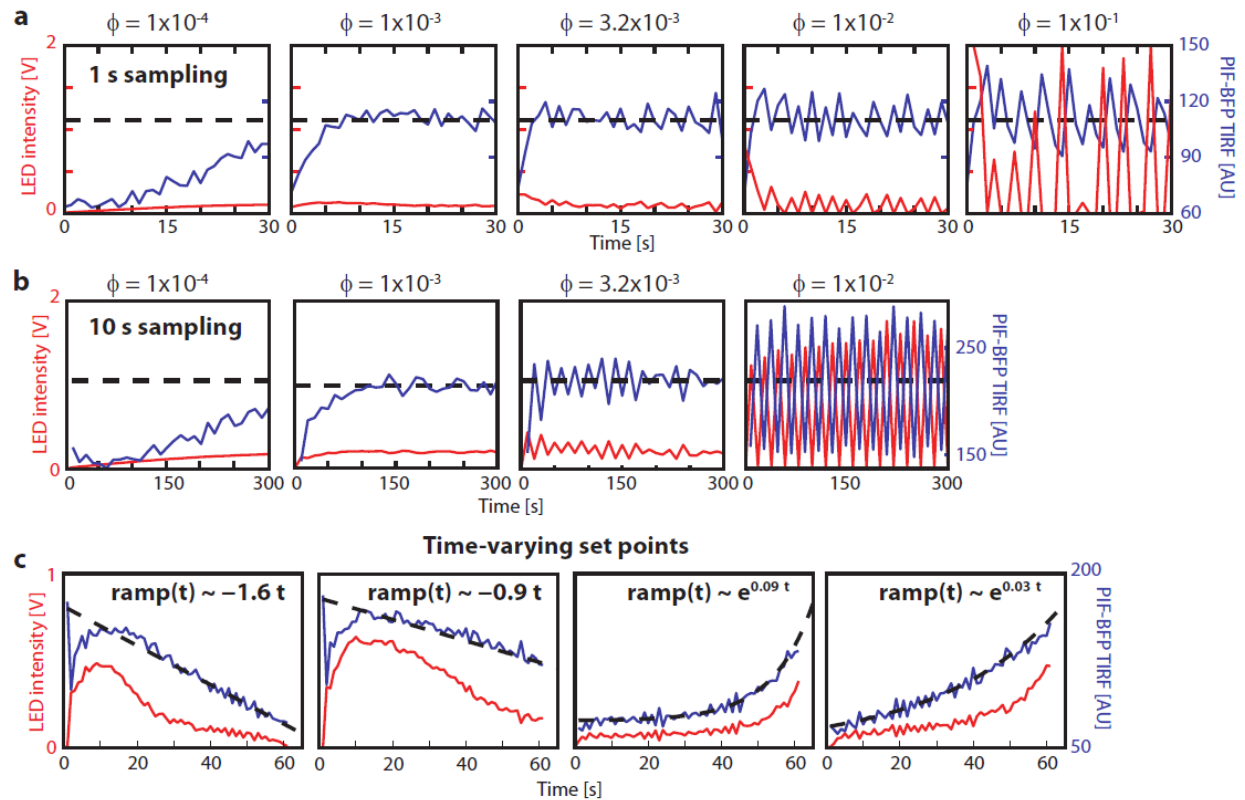 a
ϕ = 1x10⁻⁴ ϕ = 1x10⁻³ ϕ = 3.2x10⁻³ ϕ = 1x10⁻² ϕ = 1x10⁻¹
LED intensity [V]
2
0
1 s sampling
150
120
90
60
PIF-BFP TIRF [AU]
0 15 30 0 15 30 0 15 30 0 15 30 0 15 30
Time [s]
b
ϕ = 1x10⁻⁴ ϕ = 1x10⁻³ ϕ = 3.2x10⁻³ ϕ = 1x10⁻²
LED intensity [V]
2
0
10 s sampling
250
150
PIF-BFP TIRF [AU]
0 150 300 0 150 300 0 150 300 0 150 300
Time [s]
Time-varying set points
c
LED intensity [V]
1
0
ramp(t) ~ −1.6 t ramp(t) ~ −0.9 t ramp(t) ~ e⁰·⁰⁹ ᵗ ramp(t) ~ e⁰·⁰³ ᵗ
200
50
PIF-BFP TIRF [AU]
0 20 40 60 0 20 40 60 0 20 40 60 0 20 40 60
Time [s]